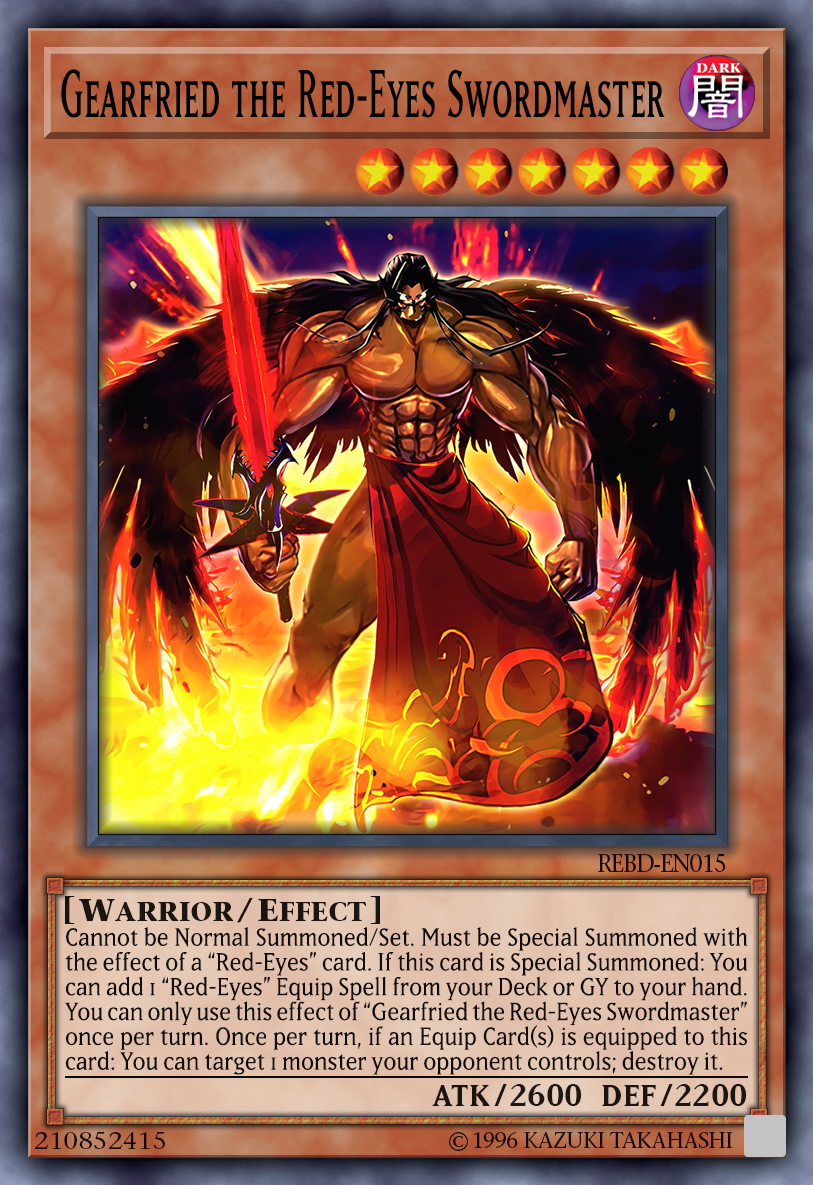 Gearfried the Red-Eyes Swordmaster
DARK
闇
REBD-EN015
[Warrior/Effect]
Cannot be Normal Summoned/Set. Must be Special Summoned with
the effect of a “Red-Eyes” card. If this card is Special Summoned: You
can add 1 “Red-Eyes” Equip Spell from your Deck or GY to your hand.
You can only use this effect of “Gearfried the Red-Eyes Swordmaster”
once per turn. Once per turn, if an Equip Card(s) is equipped to this
card: You can target 1 monster your opponent controls; destroy it.
ATK/2600 DEF/2200
210852415
© 1996 KAZUKI TAKAHASHI